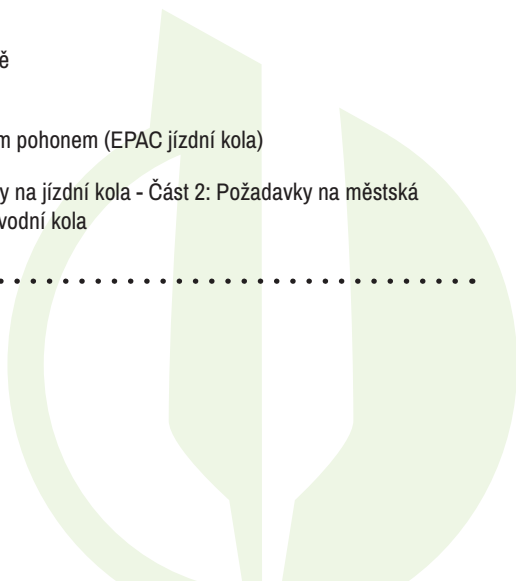 ě
m pohonem (EPAC jízdní kola)
y na jízdní kola - Část 2: Požadavky na městská
vodní kola